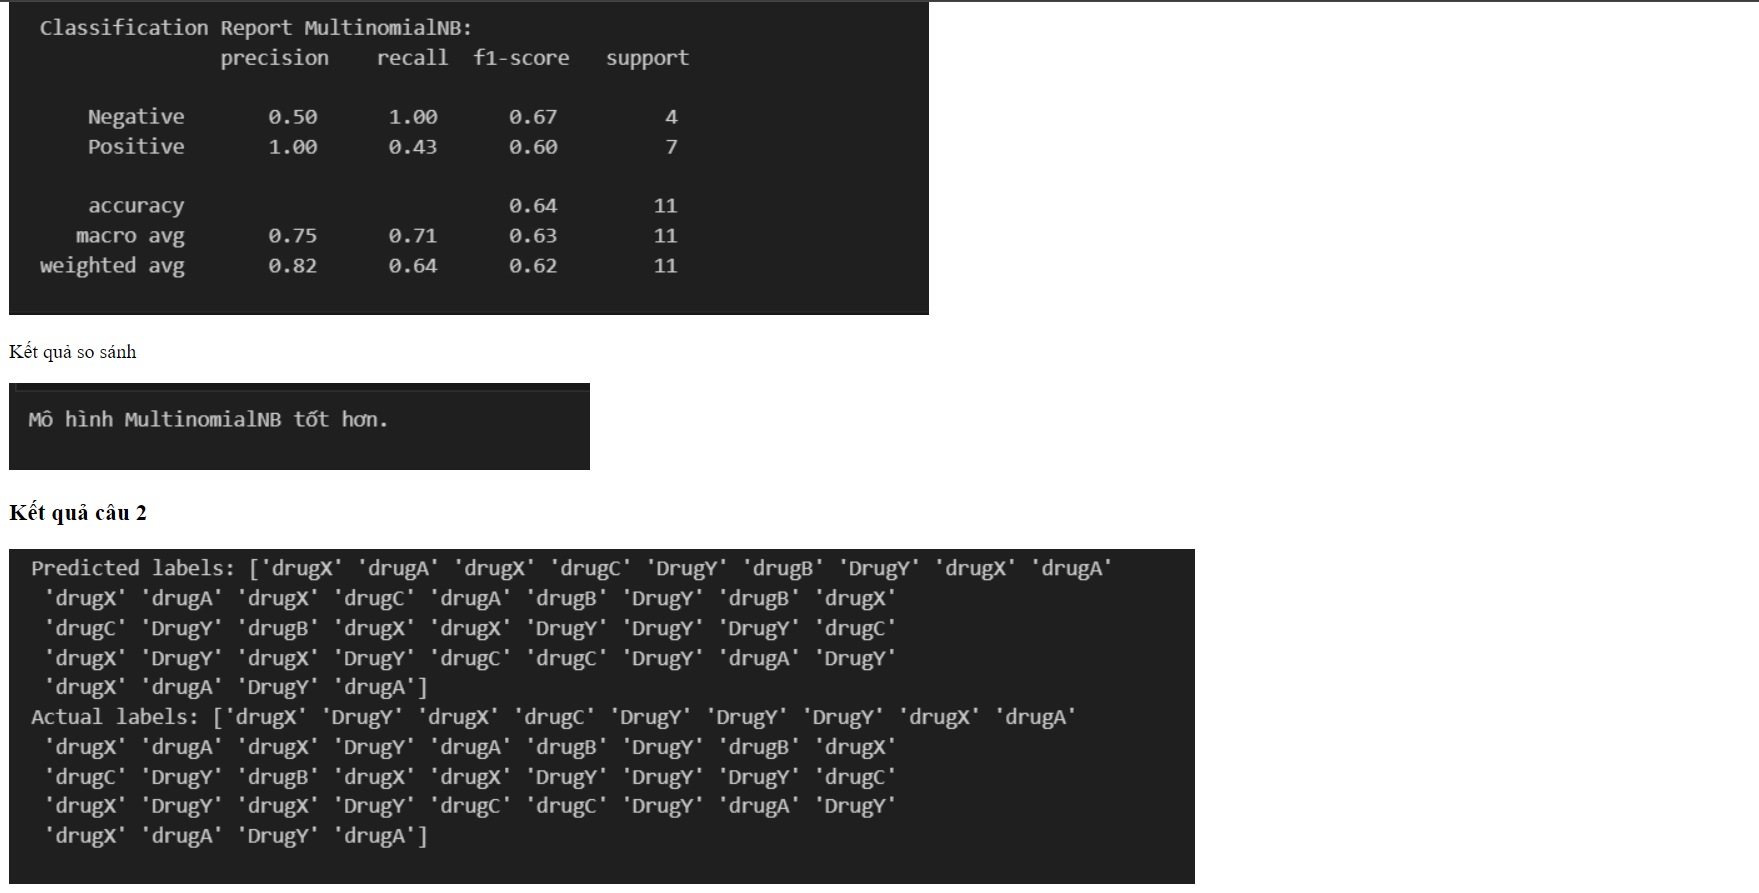 Classification Report MultinomialNB:
precision recall f1-score support
Negative 0.50 1.00 0.67 4
Positive 1.00 0.43 0.60 7
accuracy 0.64 11
macro avg 0.75 0.71 0.63 11
weighted avg 0.82 0.64 0.62 11
Kết quả so sánh
Mô hình MultinomialNB tốt hơn.
Kết quả câu 2
Predicted labels: ['drugX' 'drugA' 'drugX' 'drugC' 'DrugY' 'drugB' 'DrugY' 'drugX' 'drugA'
'drugX' 'drugA' 'drugX' 'drugC' 'drugA' 'drugB' 'DrugY' 'drugB' 'drugX'
'drugC' 'DrugY' 'drugB' 'drugX' 'drugX' 'DrugY' 'DrugY' 'DrugY' 'drugC'
'drugX' 'DrugY' 'drugX' 'DrugY' 'drugC' 'drugC' 'DrugY' 'drugA' 'DrugY'
'drugX' 'drugA' 'DrugY' 'drugA']
Actual labels: ['drugX' 'DrugY' 'drugX' 'drugC' 'DrugY' 'DrugY' 'DrugY' 'drugX' 'drugA'
'drugX' 'drugA' 'drugX' 'DrugY' 'drugA' 'drugB' 'DrugY' 'drugB' 'drugX'
'drugC' 'DrugY' 'drugB' 'drugX' 'drugX' 'DrugY' 'DrugY' 'DrugY' 'drugC'
'drugX' 'DrugY' 'drugX' 'DrugY' 'drugC' 'drugC' 'DrugY' 'drugA' 'DrugY'
'drugX' 'drugA' 'DrugY' 'drugA']